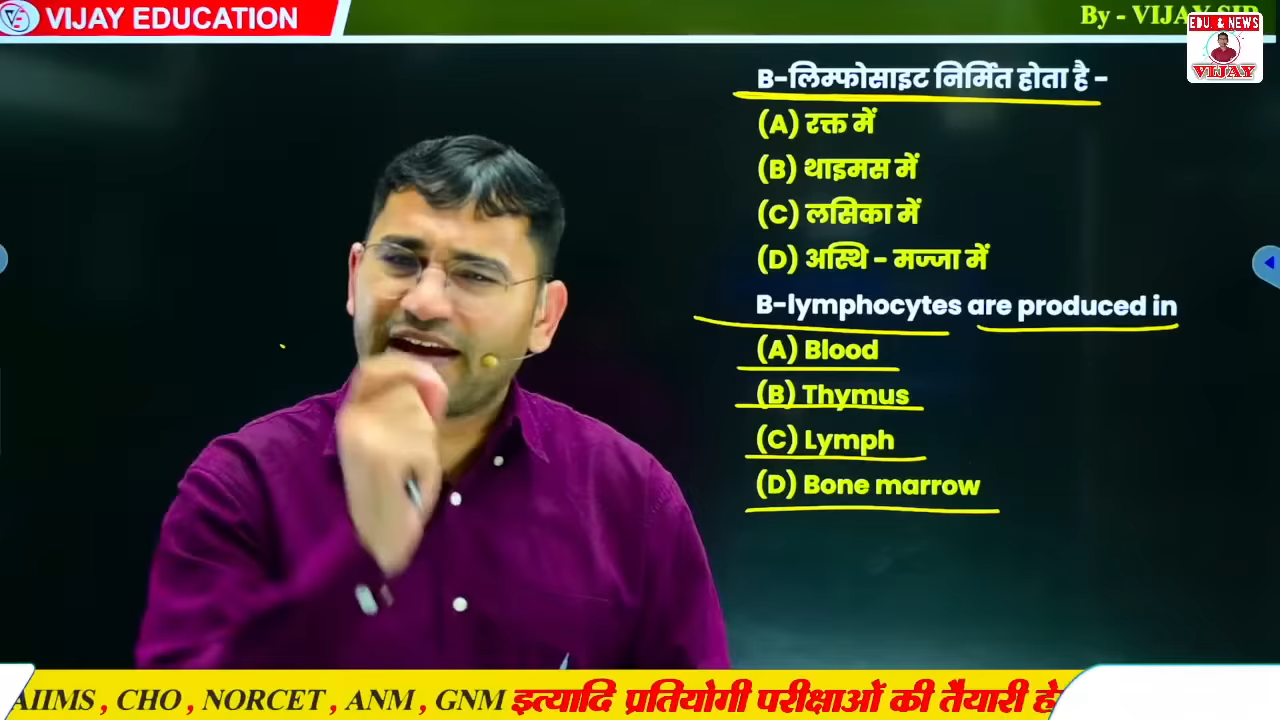 VIJAY EDUCATION
By - VIJAY SIR
EDU. & NEWS
VIJAY
B-लिम्फोसाइट निर्मित होता है -
(A) रक्त में
(B) थाइमस में
(C) लसिका में
(D) अस्थि - मज्जा में
B-lymphocytes are produced in
(A) Blood
(B) Thymus
(C) Lymph
(D) Bone marrow
AIIMS , CHO , NORCET , ANM , GNM इत्यादि प्रतियोगी परीक्षाओं की तैयारी हे